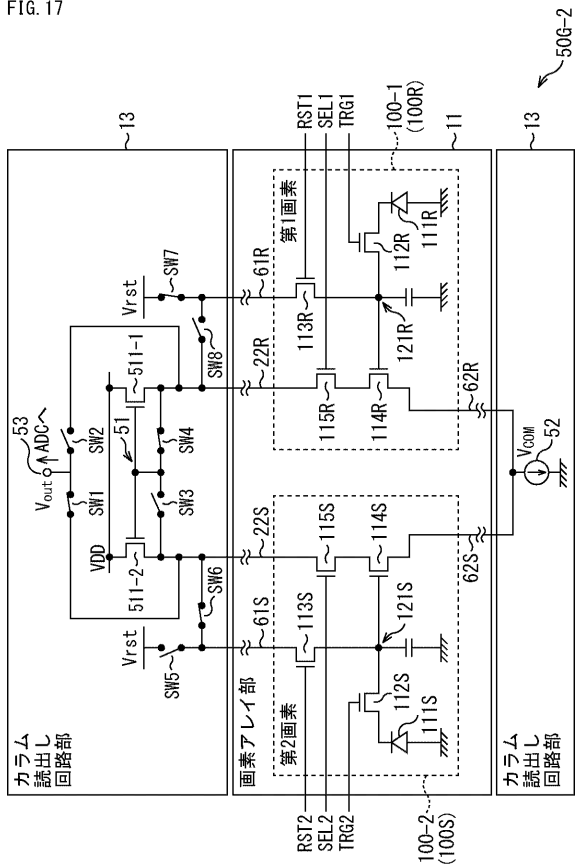 FIG. 17
50G-2
13
カラム
読出し
回路部
53
Vout
ADCへ
SW1
SW2
VDD
51
511-2
511-1
SW3
SW4
Vrst
SW5
SW6
Vrst
SW7
SW8
61S
22S
22R
61R
画素アレイ部
11
第2画素
第1画素
RST2
SEL2
TRG2
RST1
SEL1
TRG1
113S
115S
114S
112S
111S
121S
113R
115R
114R
112R
111R
121R
100-2
(100S)
100-1
(100R)
62S
62R
VCOM
52
カラム
読出し
回路部
13